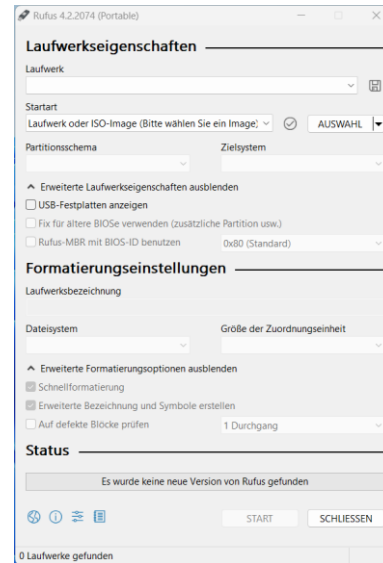 Rufus 4.2.2074 (Portable)
Laufwerkseigenschaften
Laufwerk
Startart
Laufwerk oder ISO-Image (Bitte wählen Sie ein Image)
AUSWAHL
Partitionsschema Zielsystem
Erweiterte Laufwerkseigenschaften ausblenden
USB-Festplatten anzeigen
Fix für ältere BIOSe verwenden (zusätzliche Partition usw.)
Rufus-MBR mit BIOS-ID benutzen 0x80 (Standard)
Formatierungseinstellungen
Laufwerksbezeichnung
Dateisystem Größe der Zuordnungseinheit
Erweiterte Formatierungsoptionen ausblenden
Schnellformatierung
Erweiterte Bezeichnung und Symbole erstellen
Auf defekte Blöcke prüfen 1 Durchgang
Status
Es wurde keine neue Version von Rufus gefunden
START SCHLIESSEN
0 Laufwerke gefunden